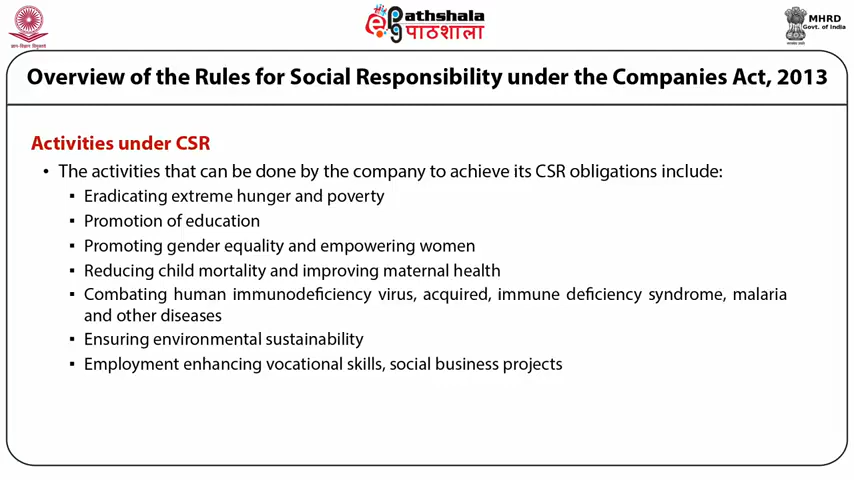 ePathshala
पाठशाला
MHRD
Govt. of India
Overview of the Rules for Social Responsibility under the Companies Act, 2013
Activities under CSR
• The activities that can be done by the company to achieve its CSR obligations include:
▪ Eradicating extreme hunger and poverty
▪ Promotion of education
▪ Promoting gender equality and empowering women
▪ Reducing child mortality and improving maternal health
▪ Combating human immunodeficiency virus, acquired, immune deficiency syndrome, malaria
and other diseases
▪ Ensuring environmental sustainability
▪ Employment enhancing vocational skills, social business projects